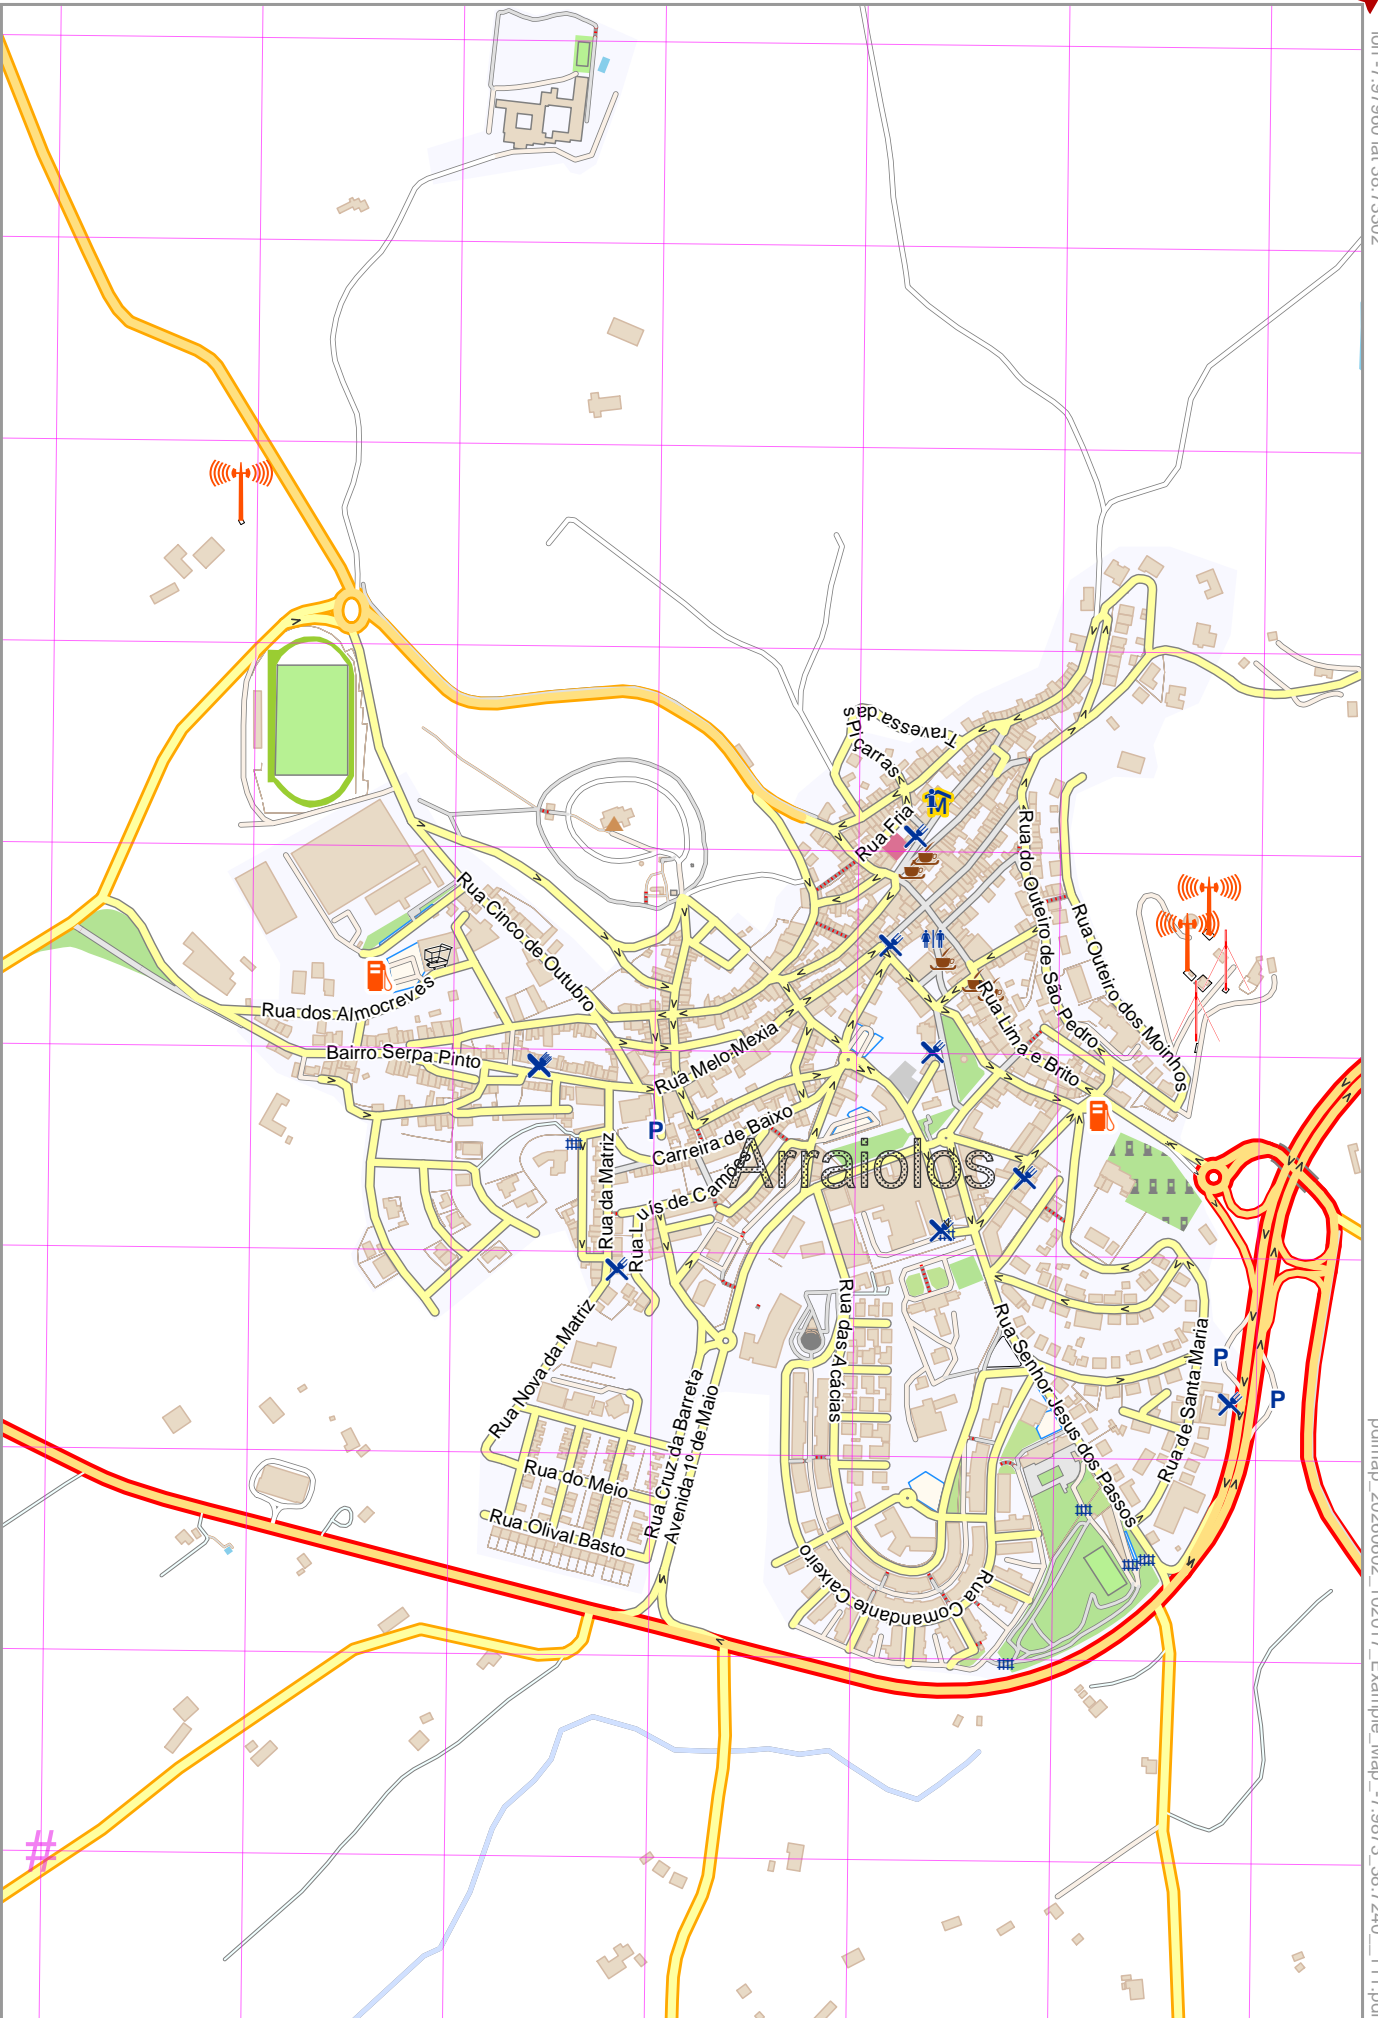 Travessa da
s Piçarras
M
Rua Fria
Rua do Outeiro de São Pedro
Rua Cinco de Outubro
Rua Outeiro dos Moinhos
Rua dos Almocreves
Rua Lima e Brito
Bairro Serpa Pinto
Rua Melo Mexia
P
Carreira de Baixo
Arraiolos
Rua da Matriz
Rua Luís de Camões
Rua Nova da Matriz
Rua das Acácias
Rua Senhor Jesus dos Passos
Rua de Santa Maria
P
P
Rua Cruz da Barreta
Avenida 1º de Maio
Rua do Meio
Rua Olival Basto
Rua Comandante Caixeiro
#